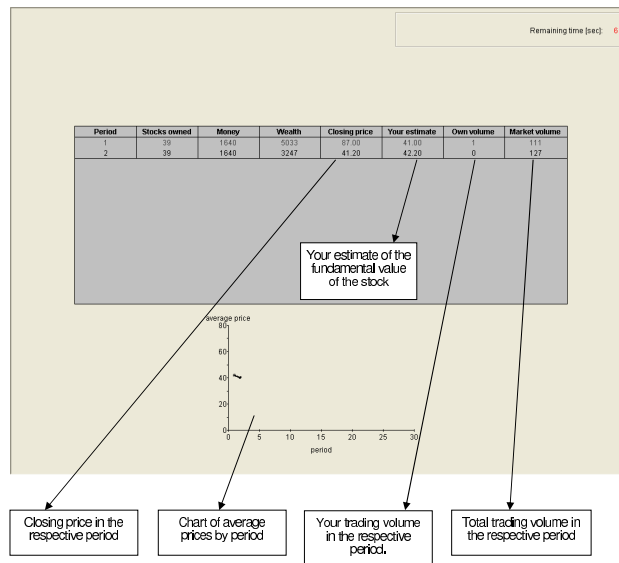 Remaining time [sec]: 6
Period Stocks owned Money Wealth Closing price Your estimate Own volume Market volume
1 39 1640 5033 87.00 41.00 1 111
2 39 1640 3247 41.20 42.20 0 127
Your estimate of the
fundamental value
of the stock
average price
80
60
40
20
0
0 5 10 15 20 25 30
period
Closing price in the
respective period
Chart of average
prices by period
Your trading volume
in the respective
period.
Total trading volume in
the respective period